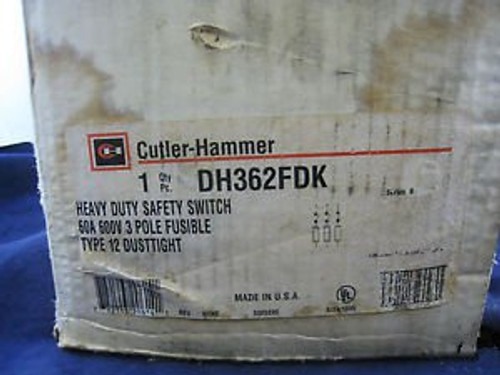 Cutler-Hammer
1 Qty Pc. DH362FDK
HEAVY DUTY SAFETY SWITCH
60A 600V 3 POLE FUSIBLE
TYPE 12 DUSTTIGHT
MADE IN U.S.A.
UL